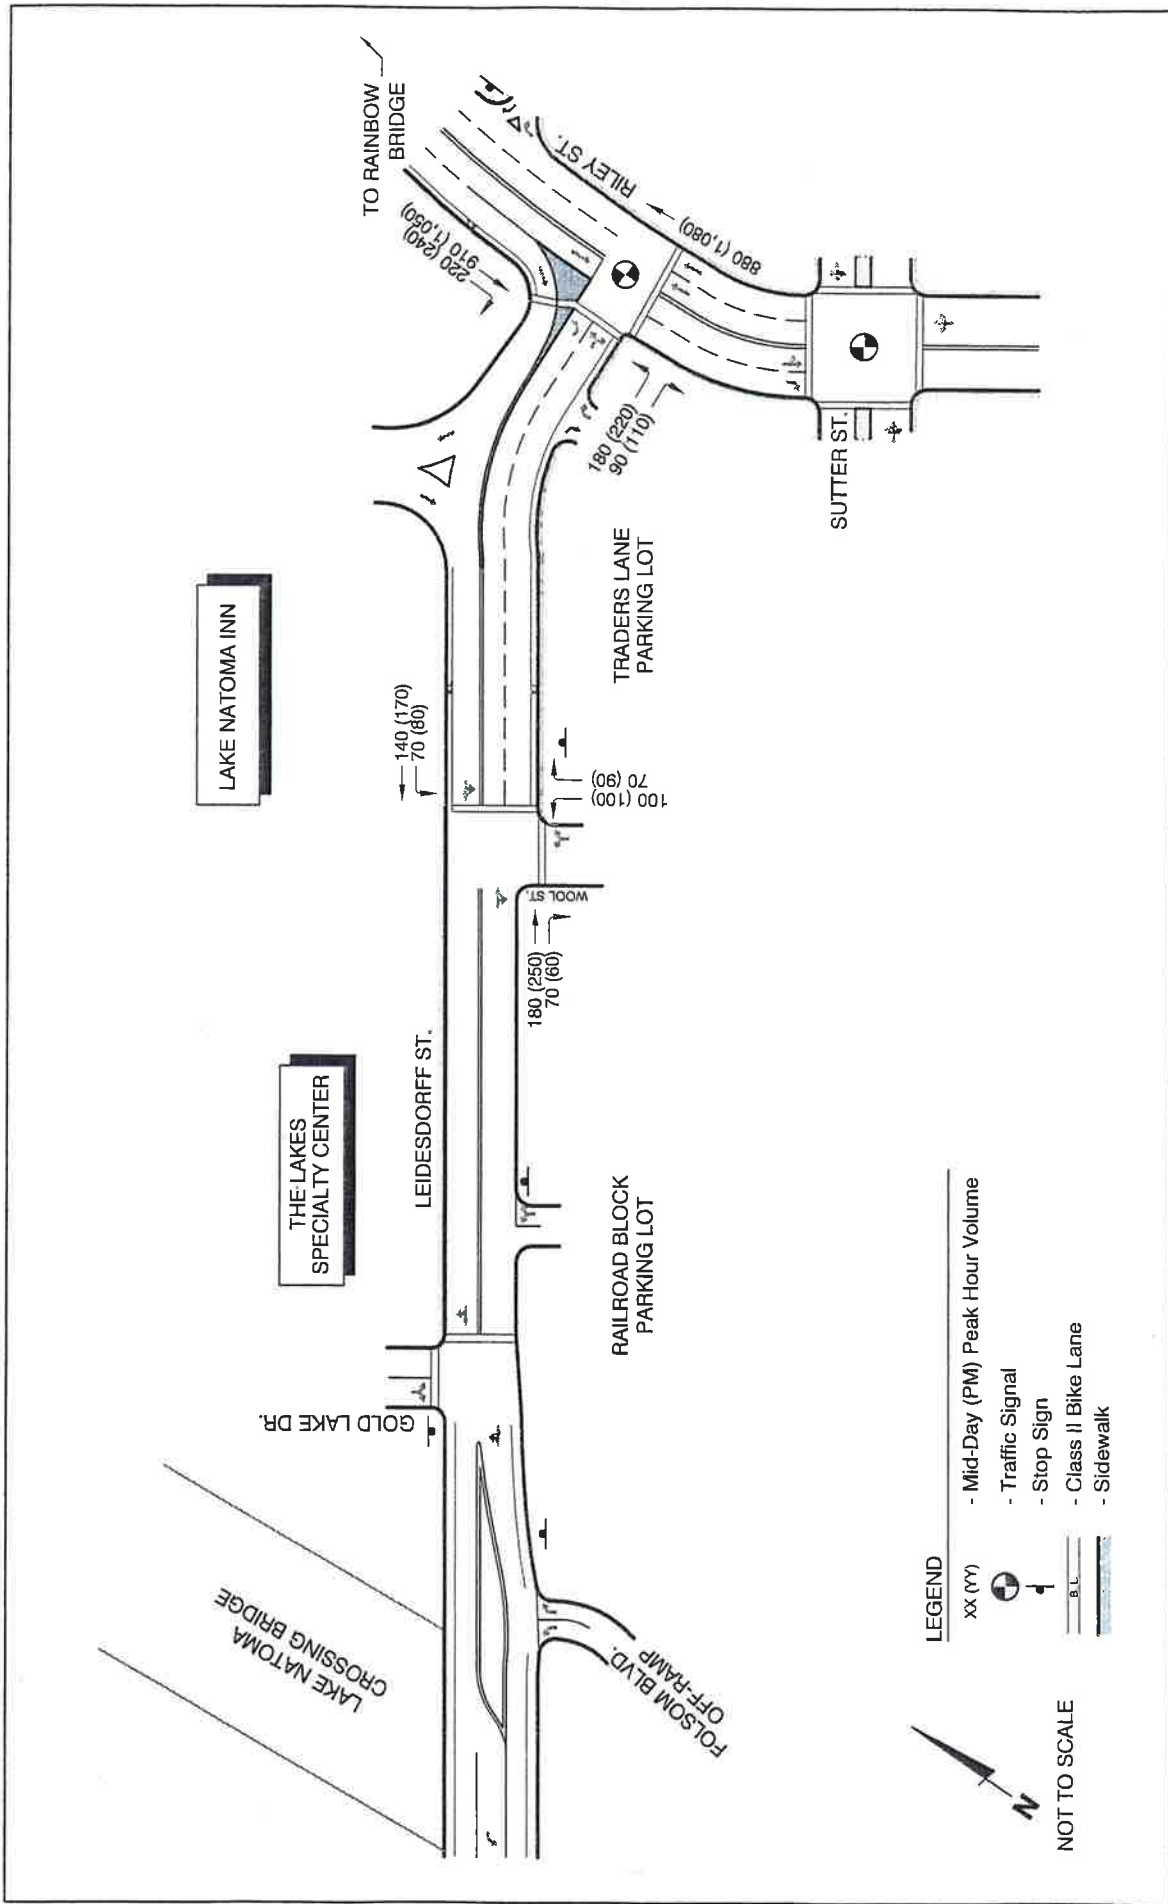 TO RAINBOW
BRIDGE
RILEY ST.
220 (240)
910 (1,050)
880 (1,080)
180 (220)
90 (110)
SUTTER ST.
LAKE NATOMA INN
TRADERS LANE
PARKING LOT
140 (170)
70 (80)
70 (90)
100 (100)
WOOL ST.
180 (250)
70 (60)
LEIDESDORFF ST.
THE LAKES
SPECIALTY CENTER
RAILROAD BLOCK
PARKING LOT
GOLD LAKE DR.
LAKE NATOMA
CROSSING BRIDGE
FOLSOM BLVD.
OFF-RAMP
LEGEND
XX (YY) - Mid-Day (PM) Peak Hour Volume
- Traffic Signal
- Stop Sign
B L - Class II Bike Lane
- Sidewalk
N
NOT TO SCALE